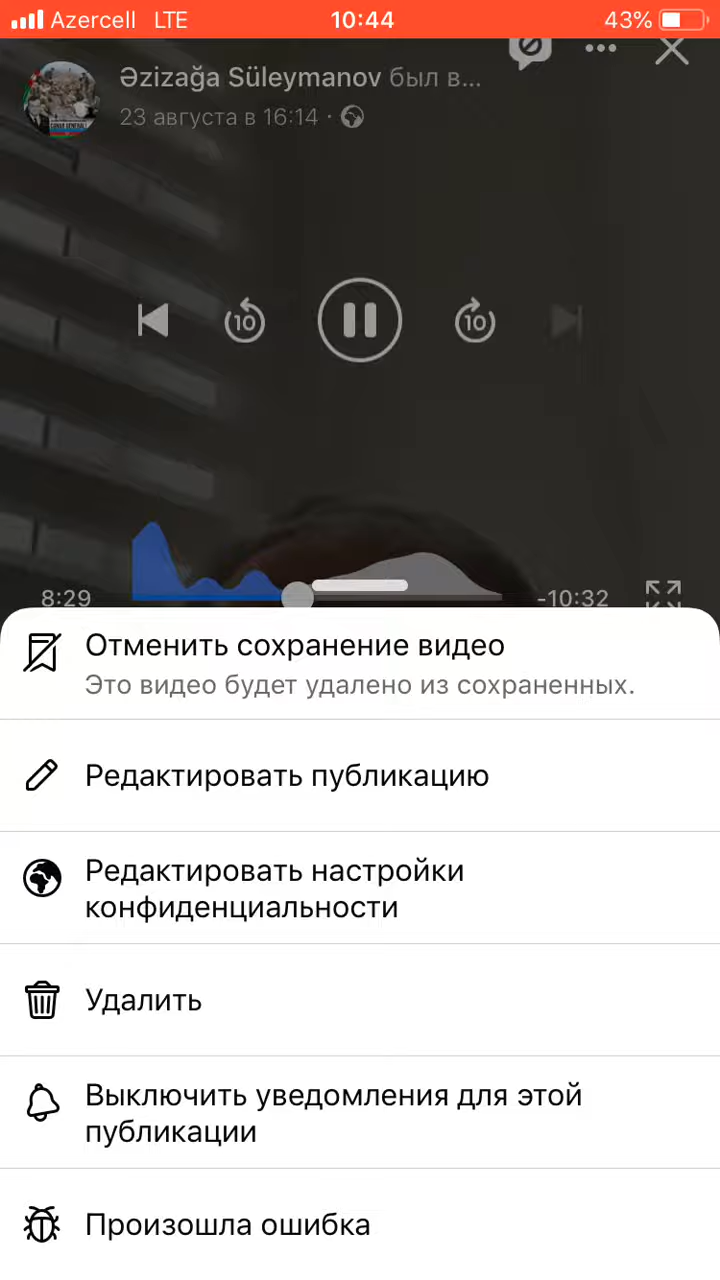 Azercell LTE 10:44 43%
Əzizağa Süleymanov был в...
23 августа в 16:14 ·
10 10
8:29 -10:32
Отменить сохранение видео
Это видео будет удалено из сохраненных.
Редактировать публикацию
Редактировать настройки
конфиденциальности
Удалить
Выключить уведомления для этой
публикации
Произошла ошибка